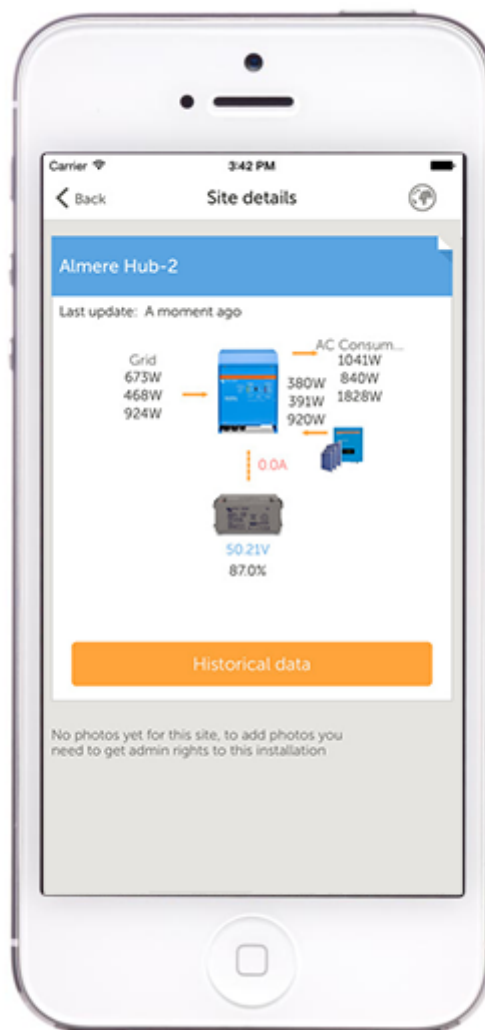 Carrier
3:42 PM
Back
Site details
Almere Hub-2
Last update: A moment ago
Grid
673W
468W
924W
AC Consum...
1041W
840W
1828W
380W
391W
920W
0.0A
50.21V
87.0%
Historical data
No photos yet for this site, to add photos you
need to get admin rights to this installation